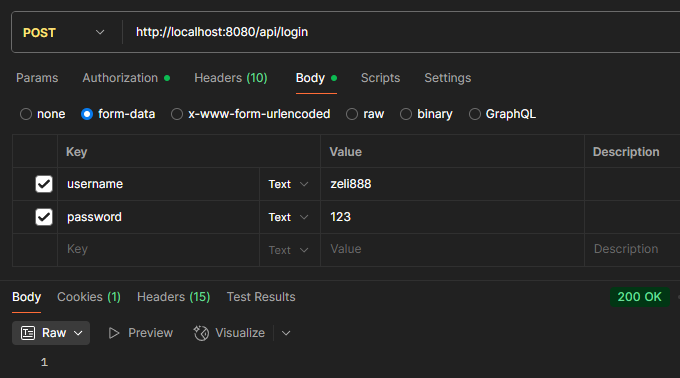 POST http://localhost:8080/api/login
Params Authorization Headers (10) Body Scripts Settings
none form-data x-www-form-urlencoded raw binary GraphQL
Key Value Description
username Text zeli888
password Text 123
Key Text Value Description
Body Cookies (1) Headers (15) Test Results 200 OK
Raw Preview Visualize
1